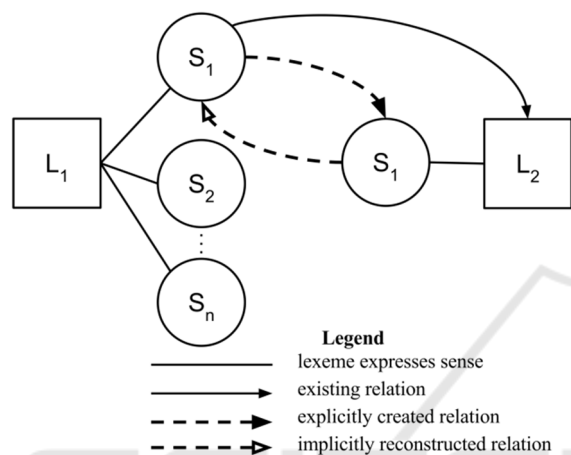 S₁
L₁
S₂
Sₙ
S₁
L₂
Legend
lexeme expresses sense
existing relation
explicitly created relation
implicitly reconstructed relation